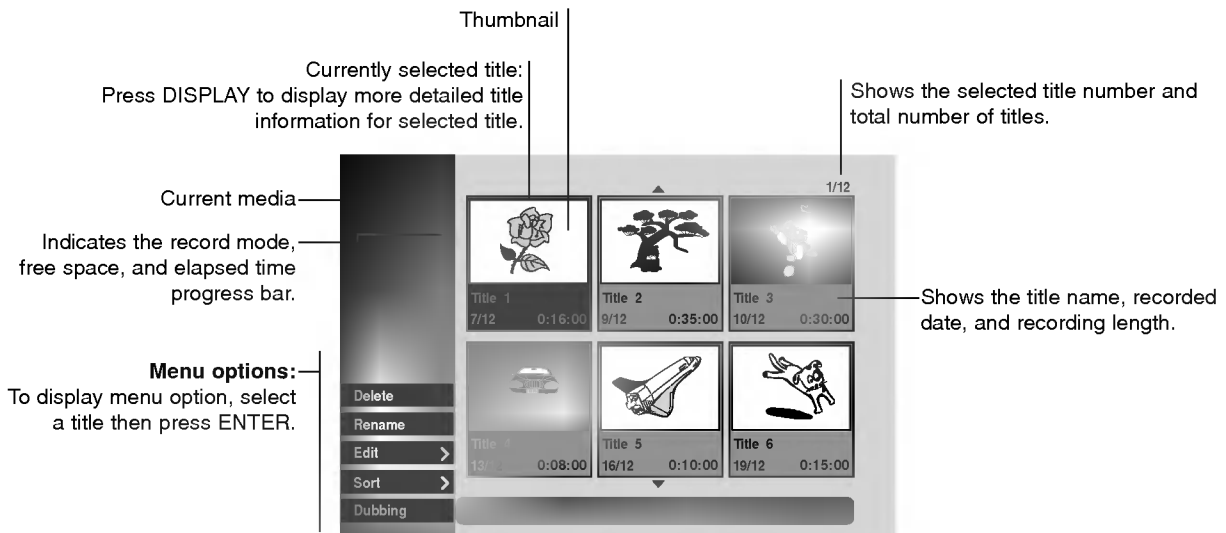 Thumbnail
Currently selected title:
Press DISPLAY to display more detailed title
information for selected title.
Shows the selected title number and
total number of titles.
Current media
Indicates the record mode,
free space, and elapsed time
progress bar.
1/12
Title 1
7/12 0:16:00
Title 2
9/12 0:35:00
Title 3
10/12 0:30:00
Shows the title name, recorded
date, and recording length.
Menu options:
To display menu option, select
a title then press ENTER.
Delete
Rename
Edit
Sort
Dubbing
Title
0:08:00
Title 5
16/12 0:10:00
Title 6
19/12 0:15:00